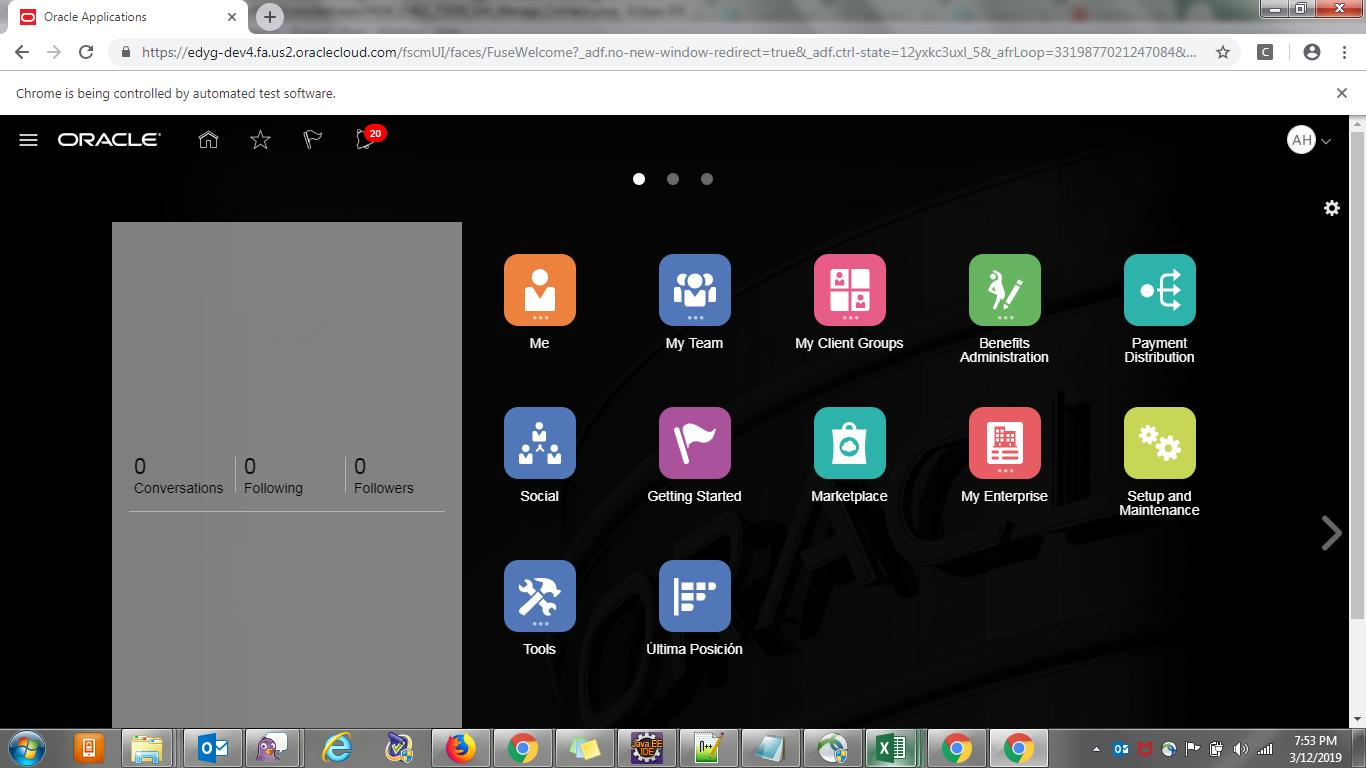 Oracle Applications
https://edyg-dev4.fa.us2.oraclecloud.com/fscmUI/faces/FuseWelcome?_adf.no-new-window-redirect=true&_adf.ctrl-state=12yxkc3uxl_5&_afrLoop=3319877021247084&...
C
Chrome is being controlled by automated test software.
ORACLE
20
AH
Me
My Team
My Client Groups
Benefits
Administration
Payment
Distribution
0
Conversations
0
Following
0
Followers
Social
Getting Started
Marketplace
My Enterprise
Setup and
Maintenance
Tools
Última Posición
ORACL
Java EE
IDE
7:53 PM
3/12/2019